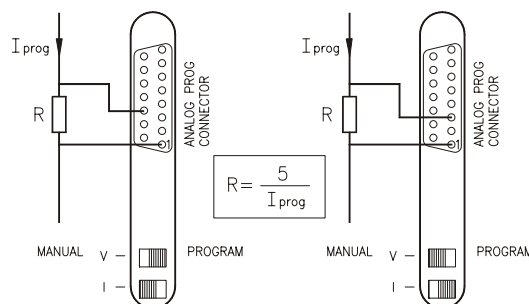 I prog
R
ANALOG PROG
CONNECTOR
1
MANUAL
V –
I –
PROGRAM
R = 5 / I prog
I prog
R
ANALOG PROG
CONNECTOR
1
MANUAL
V –
I –
PROGRAM